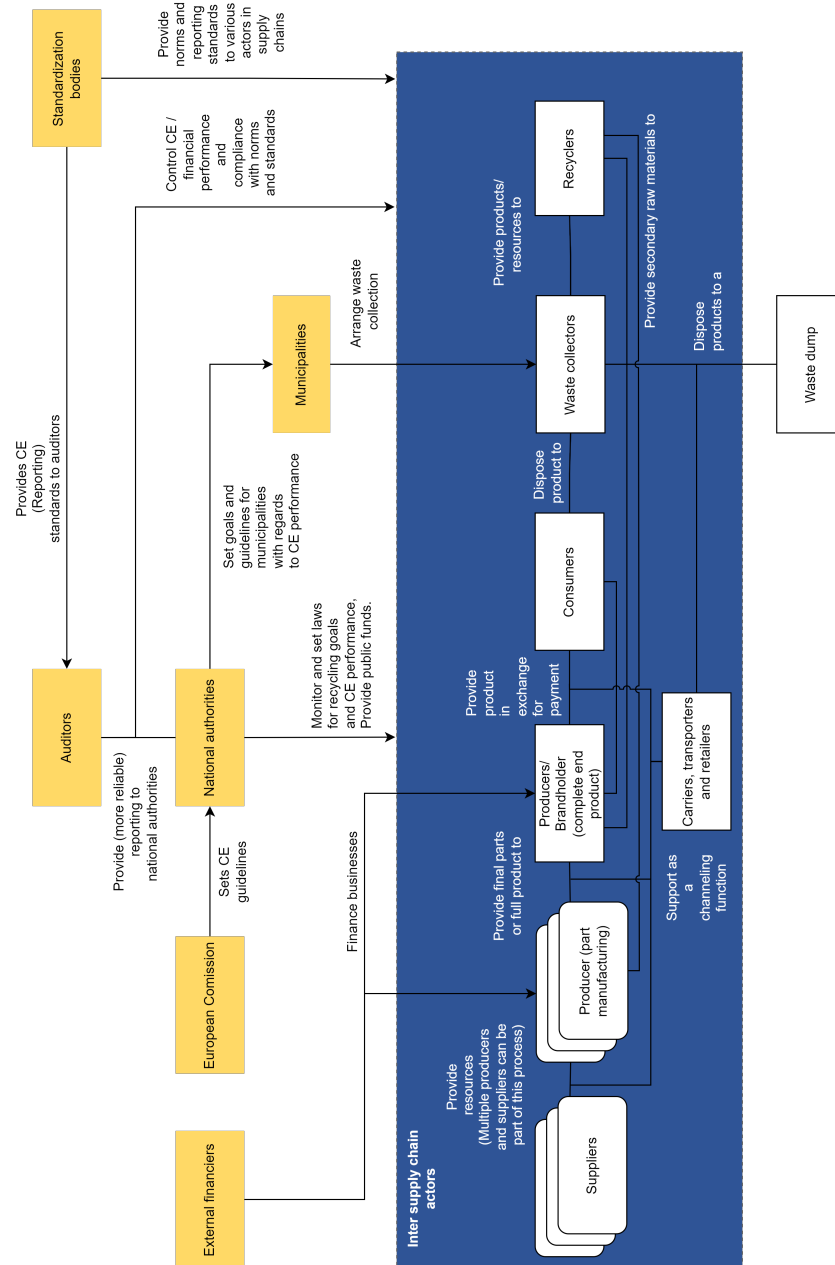 Standardization
bodies
Provide
norms and
reporting
standards
to various
actors in
supply
chains
Provides CE
(Reporting)
standards to auditors
Auditors
Control CE /
financial
performance
and
compliance
with norms
and standards
Provide (more reliable)
reporting to
national authorities
External financiers
European Comission
Sets CE
guidelines
National authorities
Set goals and
guidelines for
municipalities
with regards
to CE performance
Municipalities
Arrange waste
collection
Finance businesses
Monitor and set laws
for recycling goals
and CE performance,
Provide public funds.
Inter supply chain
actors
Provide
resources
(Multiple producers
and suppliers can be
part of this process)
Provide final parts
or full product to
Provide
product
in
exchange
for
payment
Dispose
product to
Provide products/
resources to
Suppliers
Producer (part
manufacturing)
Producers/
Brandholder
(complete end
product)
Consumers
Waste collectors
Recyclers
Provide secondary raw materials to
Support as
a
channeling
function
Carriers, transporters
and retailers
Dispose
products to a
Waste dump